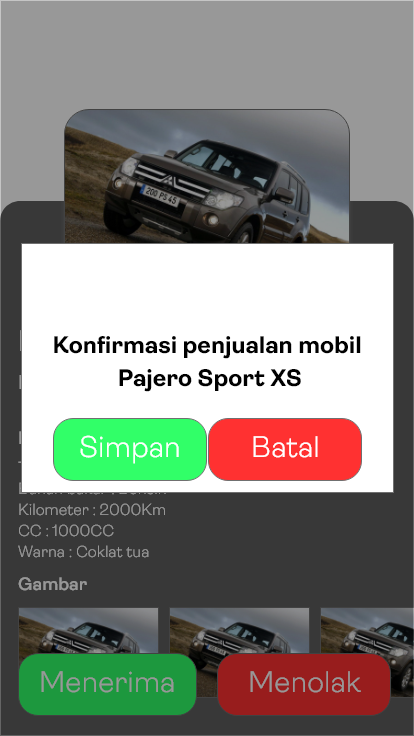 200 PS 45
Konfirmasi penjualan mobil
Pajero Sport XS
Simpan
Batal
Kilometer : 2000Km
CC : 1000CC
Warna : Coklat tua
Gambar
Menerima
Menolak